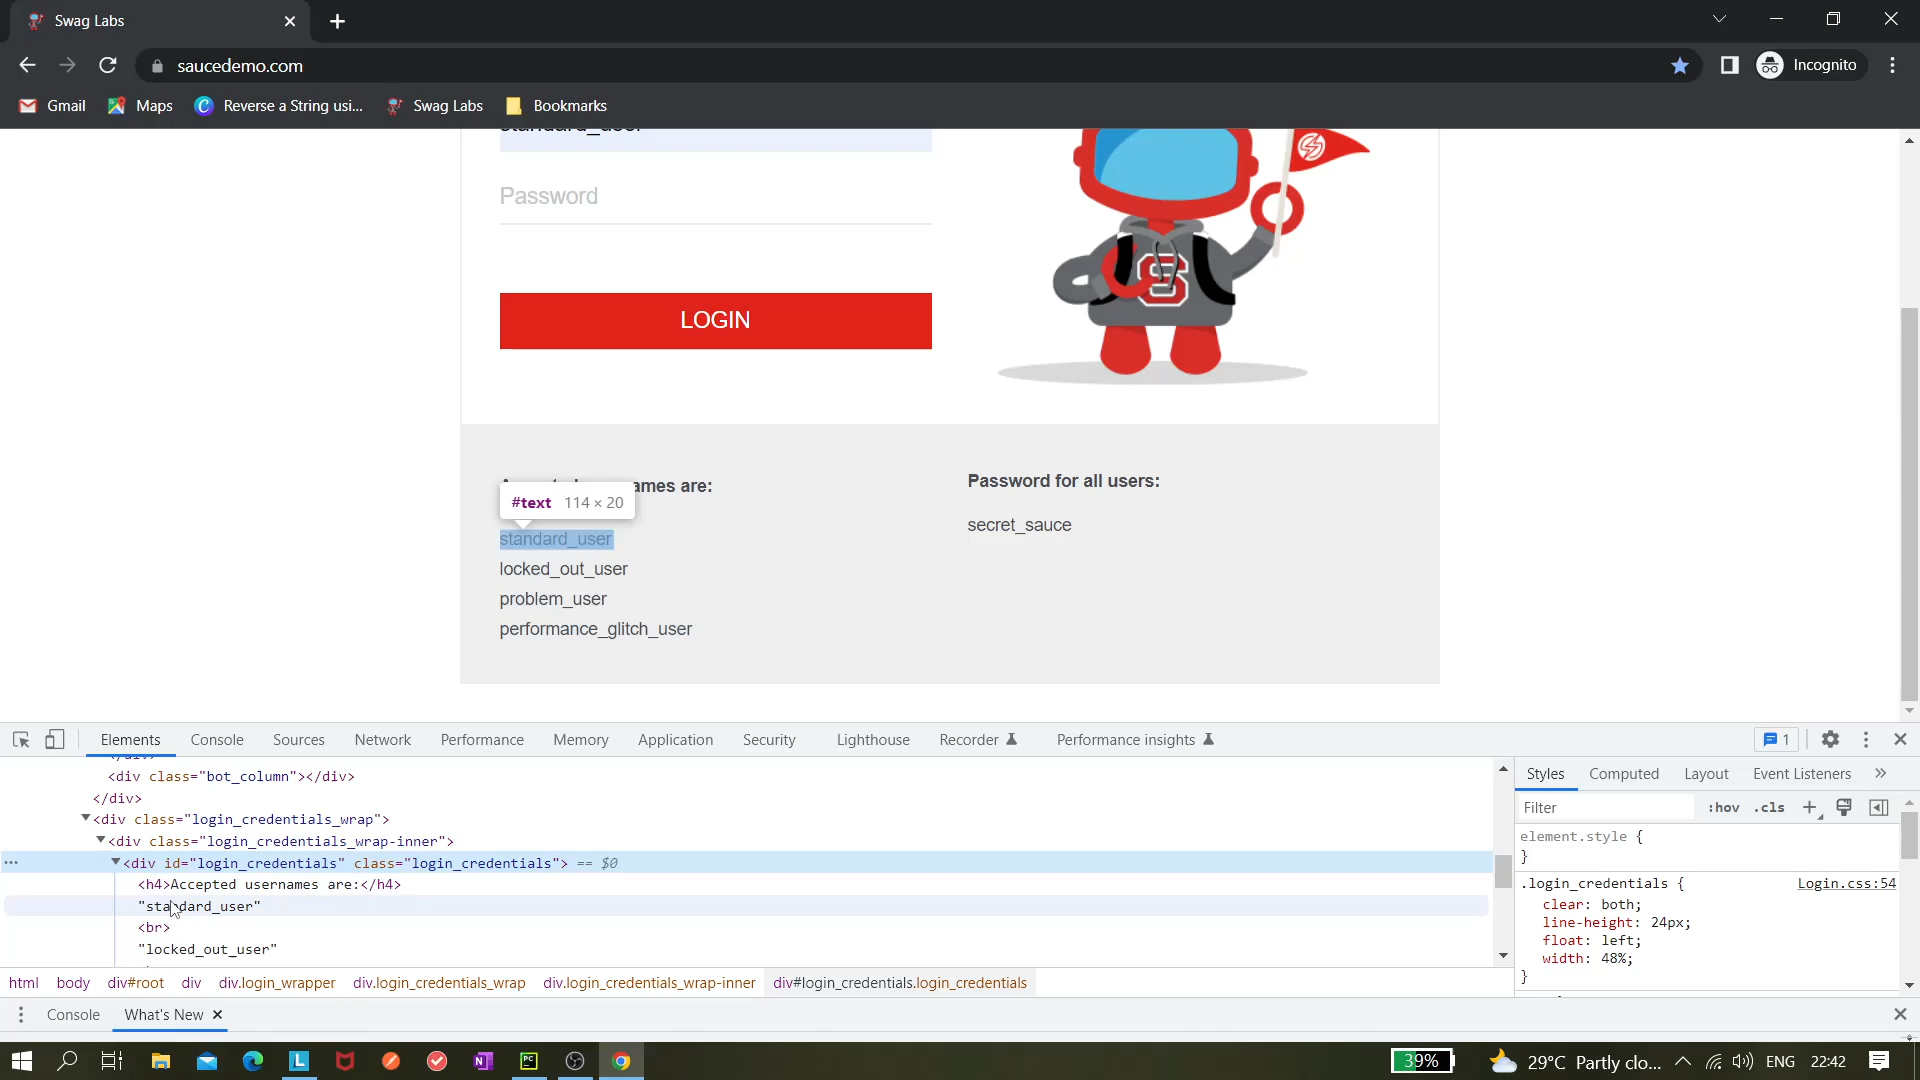 Swag Labs
saucedemo.com
Incognito
Gmail
Maps
Reverse a String usi...
Swag Labs
Bookmarks
standard_user
Password
LOGIN
S
ames are:
Password for all users:
#text 114 × 20
standard_user
secret_sauce
locked_out_user
problem_user
performance_glitch_user
Elements
Console
Sources
Network
Performance
Memory
Application
Security
Lighthouse
Recorder
Performance insights
1
<div class="bot_column"></div>
</div>
<div class="login_credentials_wrap">
<div class="login_credentials_wrap-inner">
<div id="login_credentials" class="login_credentials"> == $0
<h4>Accepted usernames are:</h4>
"standard_user"
<br>
"locked_out_user"
Styles
Computed
Layout
Event Listeners
Filter
:hov
.cls
element.style {
}
.login_credentials {
Login.css:54
clear: both;
line-height: 24px;
float: left;
width: 48%;
}
html
body
div#root
div
div.login_wrapper
div.login_credentials_wrap
div.login_credentials_wrap-inner
div#login_credentials.login_credentials
Console
What's New
39%
29°C Partly clo...
ENG
22:42